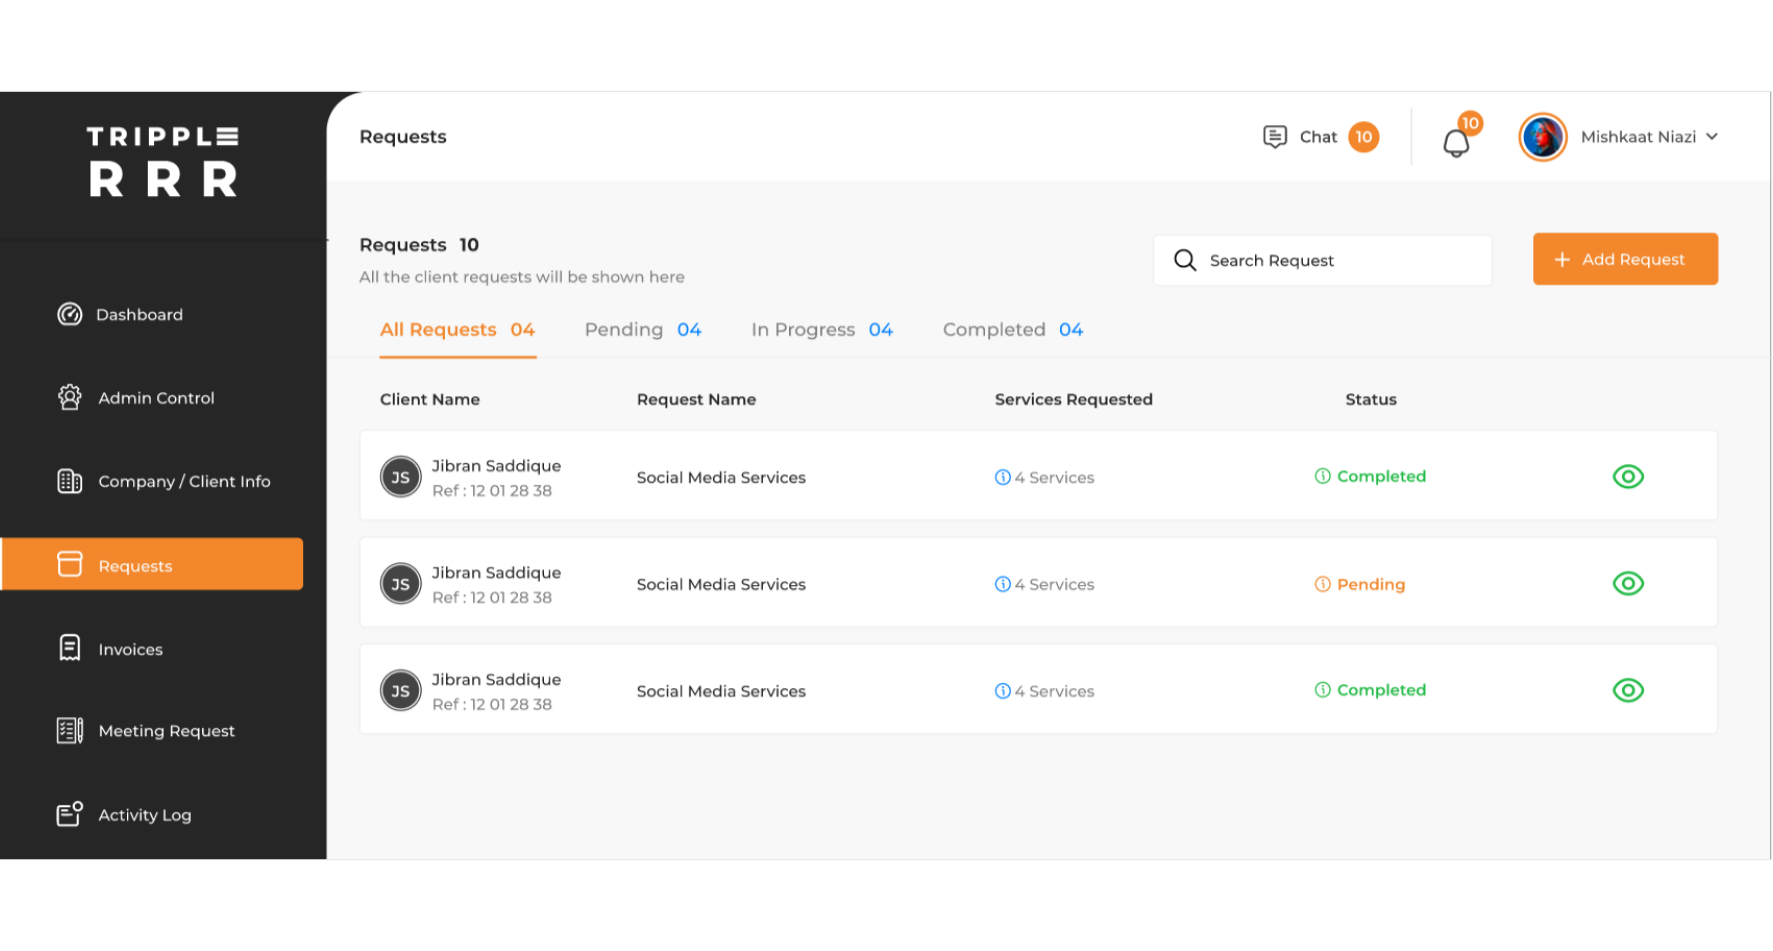 TRIPPLE
RRR
Dashboard
Admin Control
Company / Client Info
Requests
Invoices
Meeting Request
Activity Log
Requests
Chat 10
10
Mishkaat Niazi
Requests 10
All the client requests will be shown here
Search Request
+ Add Request
All Requests 04 Pending 04 In Progress 04 Completed 04
Client Name Request Name Services Requested Status
JS Jibran Saddique
Ref : 12 01 28 38
Social Media Services 4 Services Completed
JS Jibran Saddique
Ref : 12 01 28 38
Social Media Services 4 Services Pending
JS Jibran Saddique
Ref : 12 01 28 38
Social Media Services 4 Services Completed